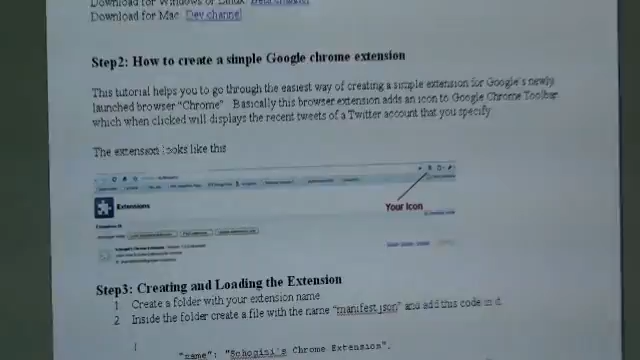 Download for Windows or Linux Beta channel
Download for Mac Dev channel
Step2: How to create a simple Google chrome extension
This tutorial helps you to go through the easiest way of creating a simple extension for Google's newly
launched browser "Chrome" Basically this browser extension adds an icon to Google Chrome Toolbar
which when clicked will displays the recent tweets of a Twitter account that you specify
The extension looks like this
Extensions
Your Icon
Step3: Creating and Loading the Extension
1 Create a folder with your extension name
2 Inside the folder create a file with the name "manifest.json" and add this code in it
{
"name": "Schogini's Chrome Extension",